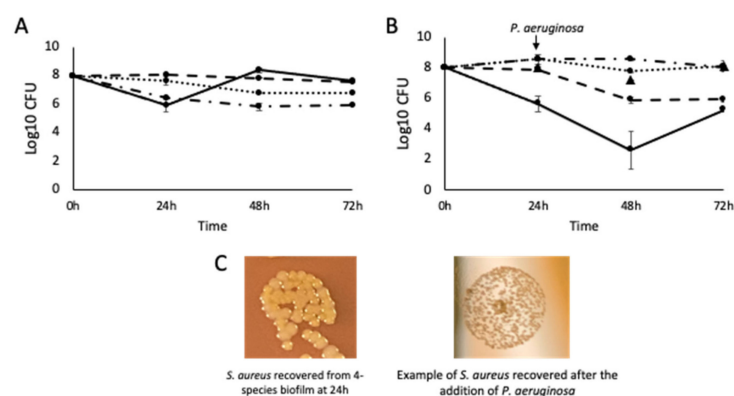 A
10
8
6
4
2
0
Log10 CFU
0h 24h 48h 72h
Time
B
P. aeruginosa
10
8
6
4
2
0
Log10 CFU
0h 24h 48h 72h
Time
C
S. aureus recovered from 4-
species biofilm at 24h
Example of S. aureus recovered after the
addition of P. aeruginosa